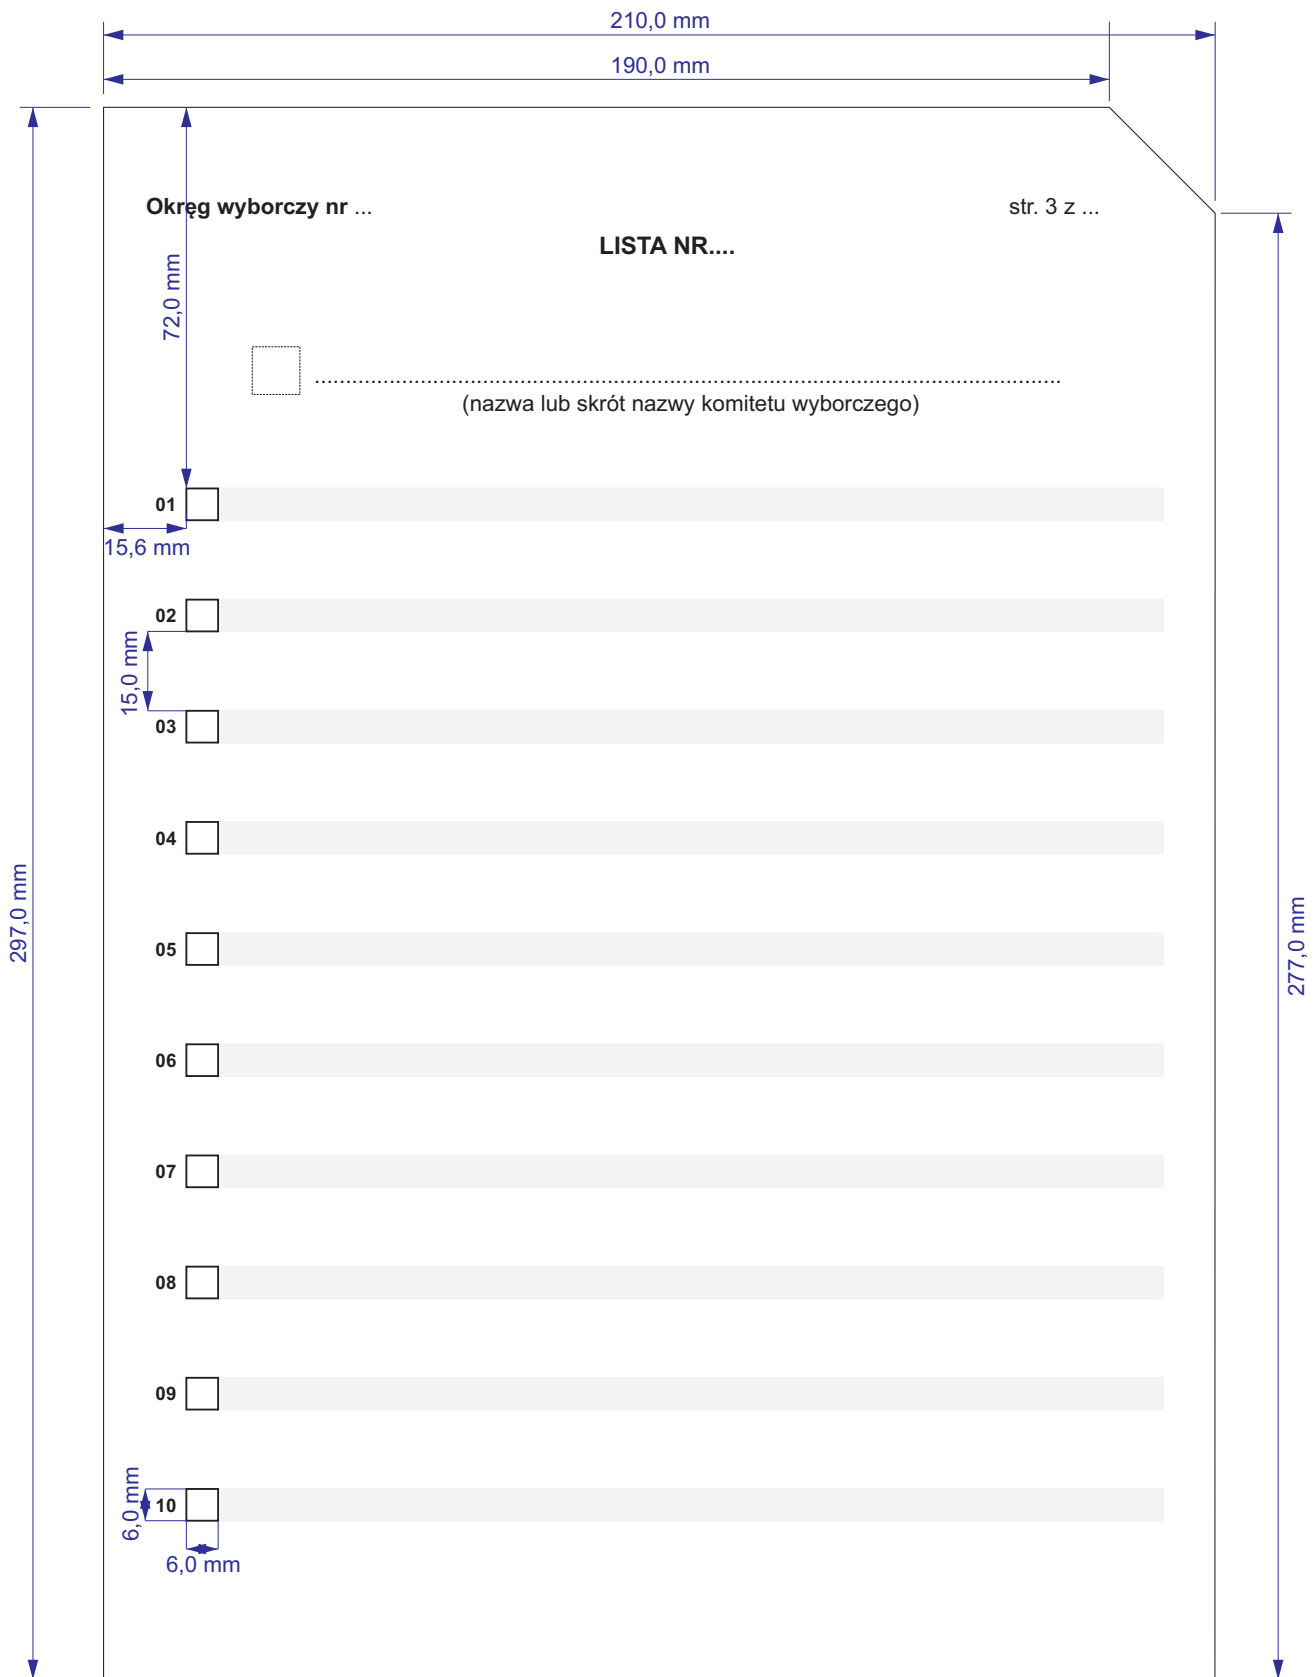 210,0 mm
190,0 mm
Okręg wyborczy nr ...
str. 3 z ...
LISTA NR....
72,0 mm
..........................................................................................................................
(nazwa lub skrót nazwy komitetu wyborczego)
01
15,6 mm
02
15,0 mm
03
04
297,0 mm
277,0 mm
05
06
07
08
09
10
6,0 mm
6,0 mm